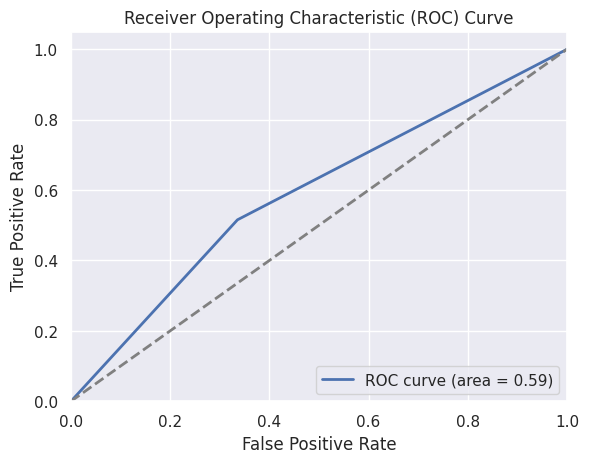 Receiver Operating Characteristic (ROC) Curve
1.0
0.8
0.6
0.4
0.2
0.0
True Positive Rate
ROC curve (area = 0.59)
0.0 0.2 0.4 0.6 0.8 1.0
False Positive Rate